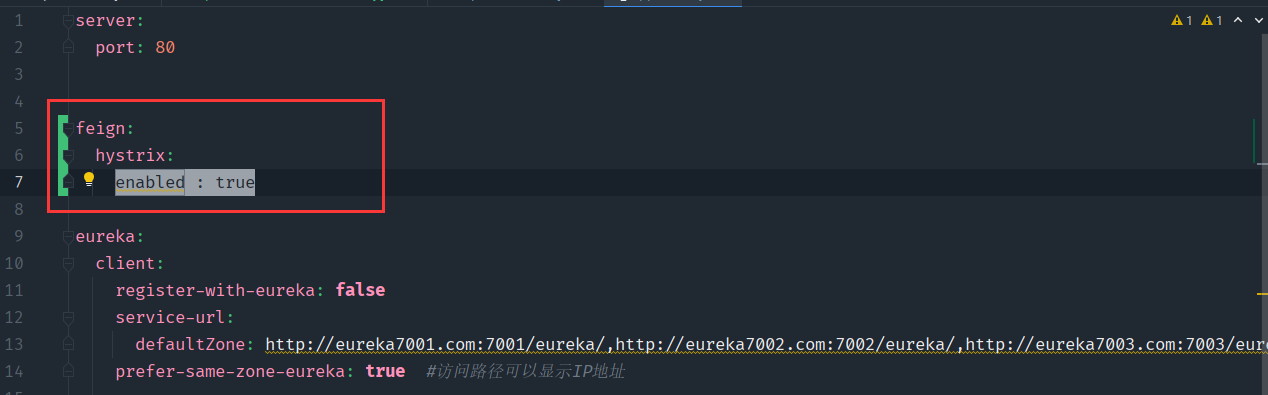 1 server:
2 port: 80
3
4
5 feign:
6 hystrix:
7 enabled : true
8
9 eureka:
10 client:
11 register-with-eureka: false
12 service-url:
13 defaultZone: http://eureka7001.com:7001/eureka/,http://eureka7002.com:7002/eureka/,http://eureka7003.com:7003/eur
14 prefer-same-zone-eureka: true #访问路径可以显示IP地址
1 1